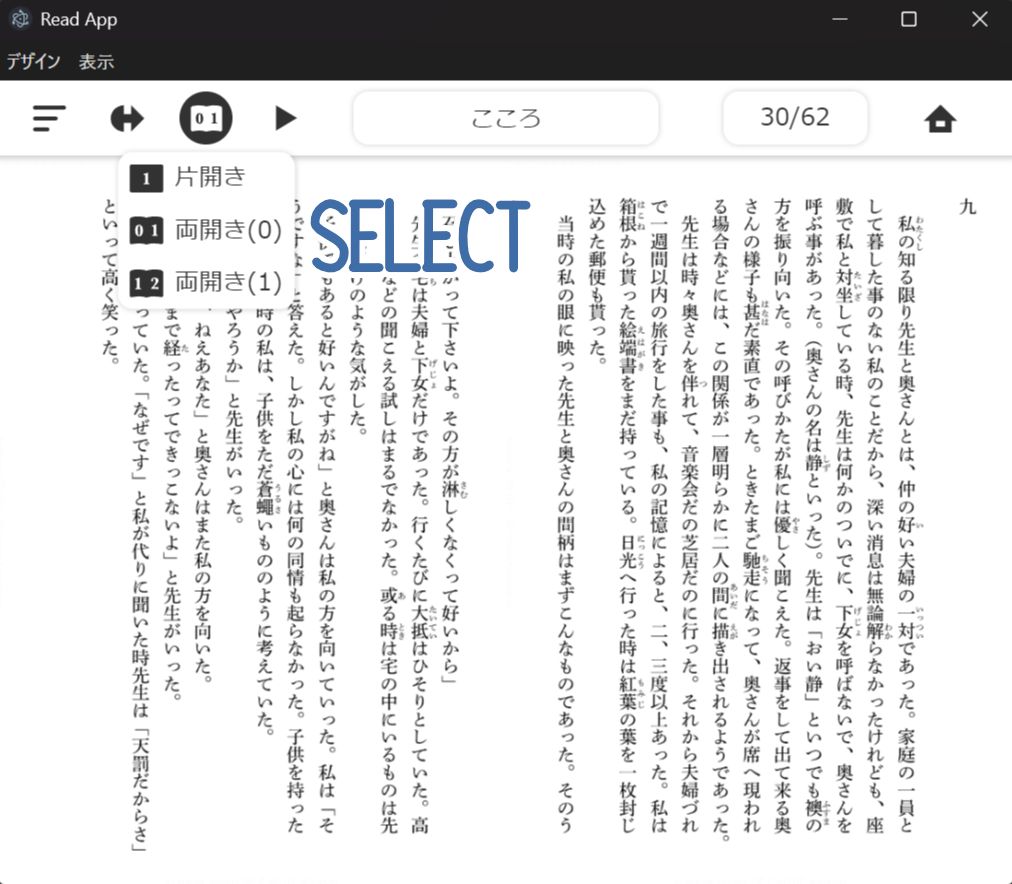 Read App
デザイン 表示
0 1
こころ
30/62
1 片開き
0 1 両開き(0)
1 2 両開き(1)
SELECT
九
私の知る限り先生と奥さんとは、仲の好い夫婦の一対であった。家庭の一員と
して暮した事のない私のことだから、深い消息は無論解らなかったけれども、座
敷で私と対坐している時、先生は何かのついでに、下女を呼ばないで、奥さんを
呼ぶ事があった。（奥さんの名は静といった）。先生は「おい静」といつでも襖の
方を振り向いた。その呼びかたが私には優しく聞こえた。返事をして出て来る奥
さんの様子も甚だ素直であった。ときたまご馳走になって、奥さんが席へ現われ
る場合などには、この関係が一層明らかに二人の間に描き出されるようであった。
先生は時々奥さんを伴れて、音楽会だの芝居だのに行った。それから夫婦づれ
で一週間以内の旅行をした事も、私の記憶によると、二、三度以上あった。私は
箱根から貰った絵端書をまだ持っている。日光へ行った時は紅葉の葉を一枚封じ
込めた郵便も貰った。
当時の私の眼に映った先生と奥さんの間柄はまずこんなものであった。そのう
がって下さいよ。その方が淋しくなくって好いから」
宅は夫婦と下女だけであった。行くたびに大抵はひそりとしていた。高
などの聞こえる試しはまるでなかった。或る時は宅の中にいるものは先
けのような気がした。
もあると好いんですがね」と奥さんは私の方を向いていった。私は「そ
うですな」と答えた。しかし私の心には何の同情も起らなかった。子供を持った
時の私は、子供をただ蒼蠅いもののように考えていた。
やろうか」と先生がいった。
ねえあなた」と奥さんはまた私の方を向いた。
まで経ったってできっこないよ」と先生がいった。
っていた。「なぜです」と私が代りに聞いた時先生は「天罰だからさ」
といって高く笑った。